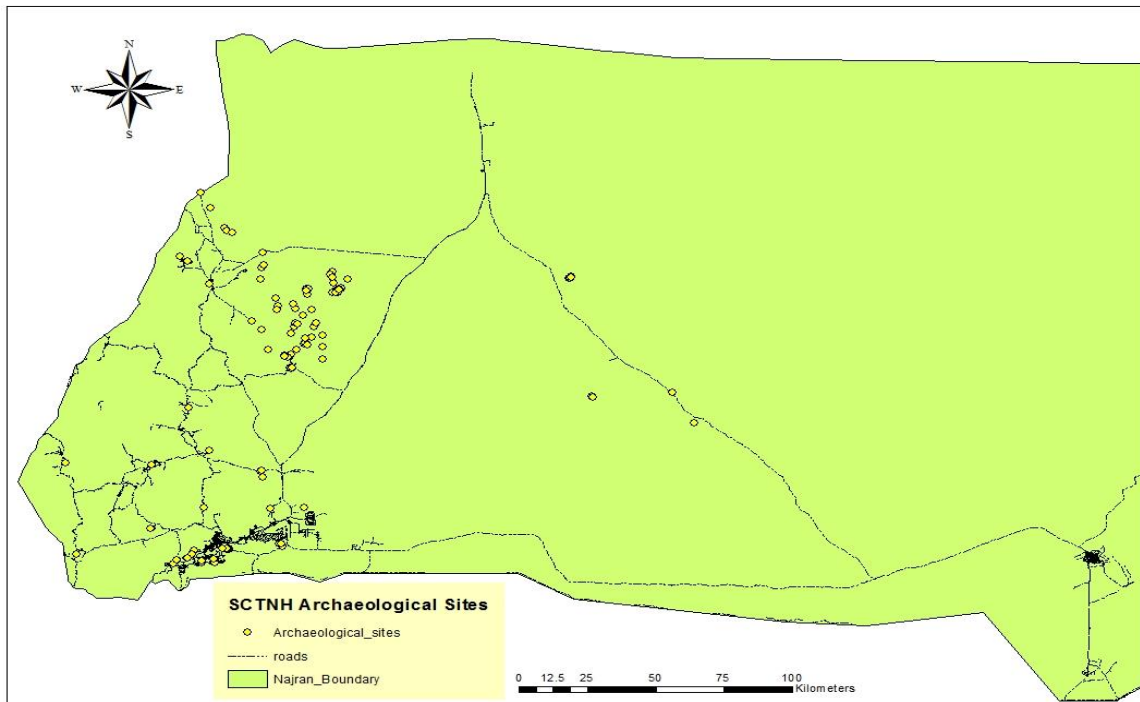 N
W E
S
SCTNH Archaeological Sites
Archaeological_sites
roads
Najran_Boundary
0 12.5 25 50 75 100
Kilometers